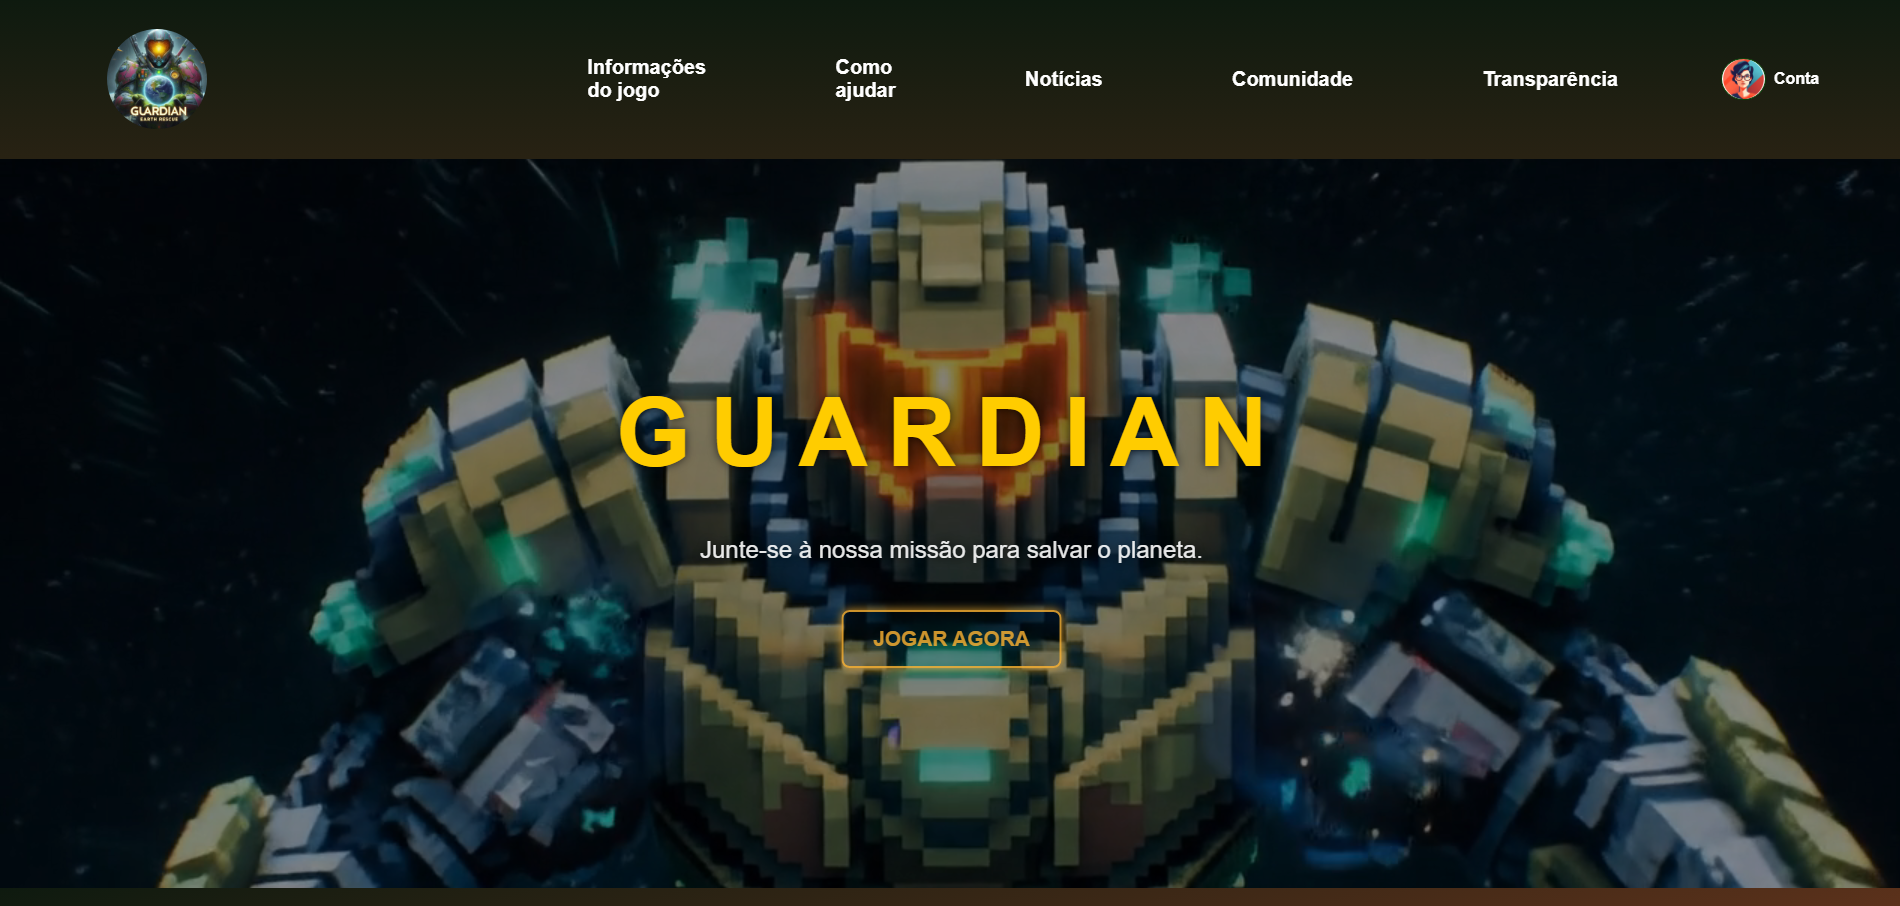 GUARDIAN
EARTH RESCUE
Informações
do jogo
Como
ajudar
Notícias
Comunidade
Transparência
Conta
GUARDIAN
Junte-se à nossa missão para salvar o planeta.
JOGAR AGORA